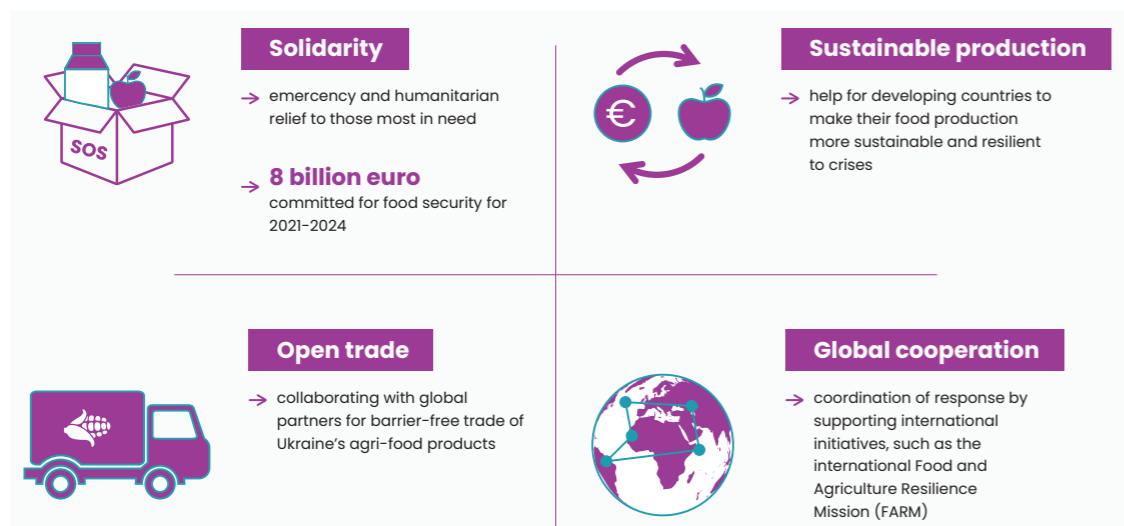 Solidarity
emercency and humanitarian
relief to those most in need
8 billion euro
committed for food security for
2021-2024
SOS
Sustainable production
help for developing countries to
make their food production
more sustainable and resilient
to crises
€
Open trade
collaborating with global
partners for barrier-free trade of
Ukraine's agri-food products
Global cooperation
coordination of response by
supporting international
initiatives, such as the
international Food and
Agriculture Resilience
Mission (FARM)